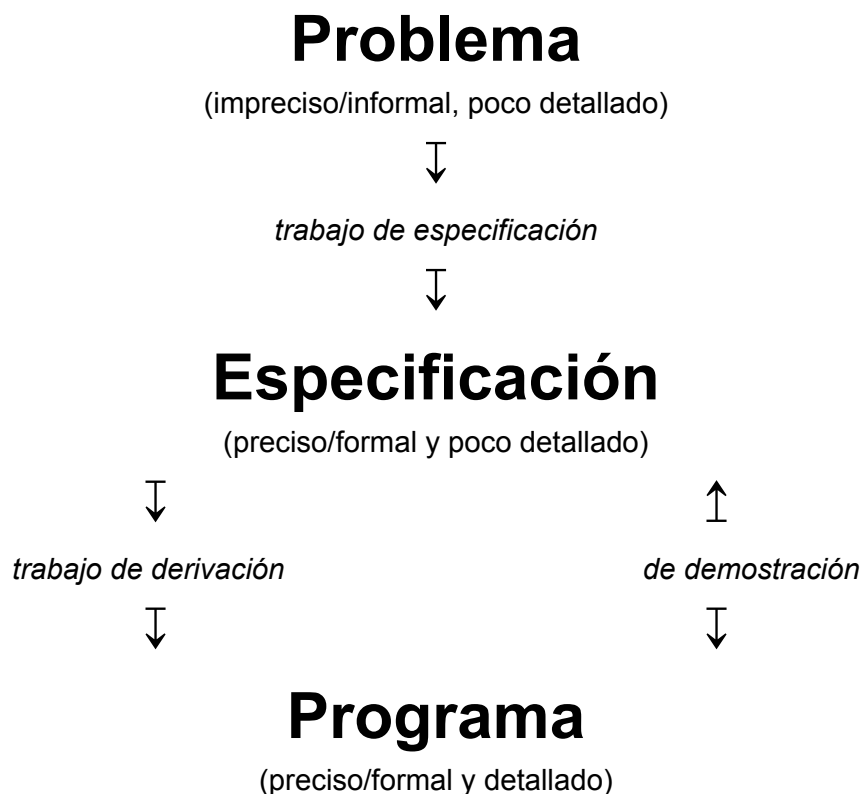 Problema
(impreciso/informal, poco detallado)
trabajo de especificación
Especificación
(preciso/formal y poco detallado)
trabajo de derivación
de demostración
Programa
(preciso/formal y detallado)